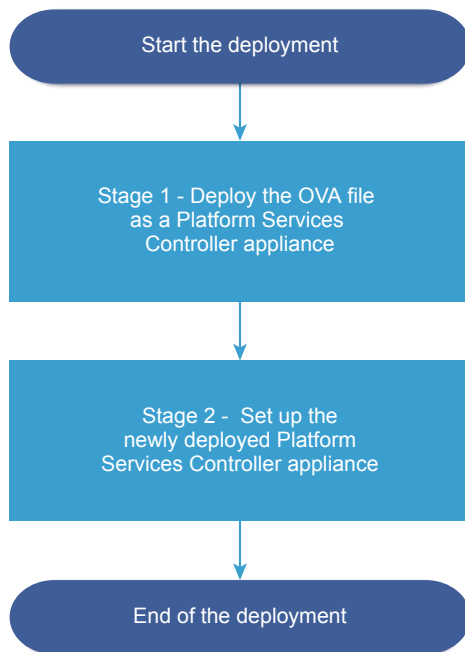 Start the deployment
Stage 1 - Deploy the OVA file
as a Platform Services
Controller appliance
Stage 2 -  Set up the
newly deployed Platform
Services Controller appliance
End of the deployment